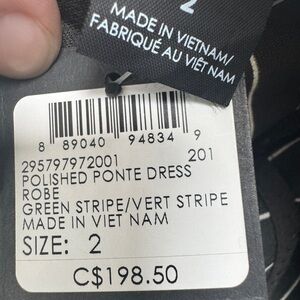 2
MADE IN VIETNAM/
FABRIQUÉ AU VIÊT NAM
8 89040 94834 9
295797972001 201
POLISHED PONTE DRESS
ROBE
GREEN STRIPE/VERT STRIPE
MADE IN VIET NAM
SIZE: 2
C$198.50